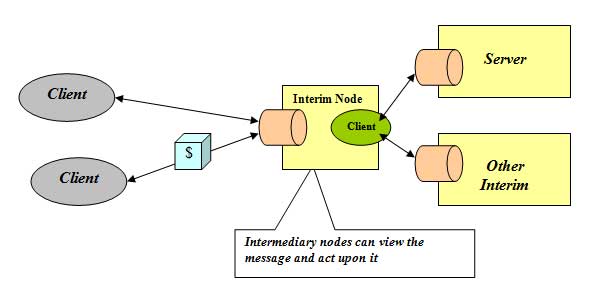 Client
Client
$
Interim Node
Client
Server
Other
Interim
Intermediary nodes can view the
message and act upon it